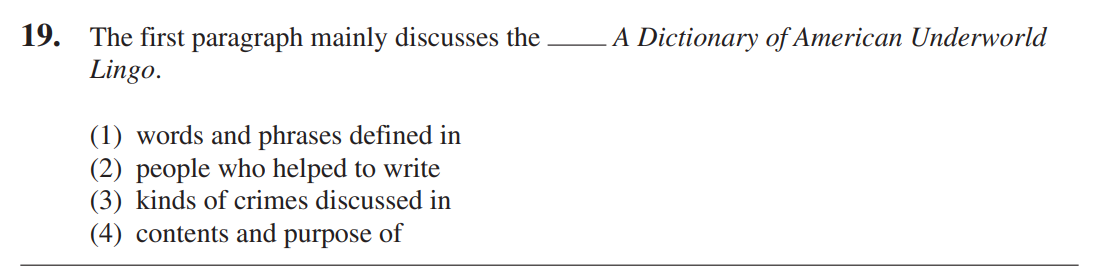 19. The first paragraph mainly discusses the ____ A Dictionary of American Underworld
Lingo.
(1) words and phrases defined in
(2) people who helped to write
(3) kinds of crimes discussed in
(4) contents and purpose of